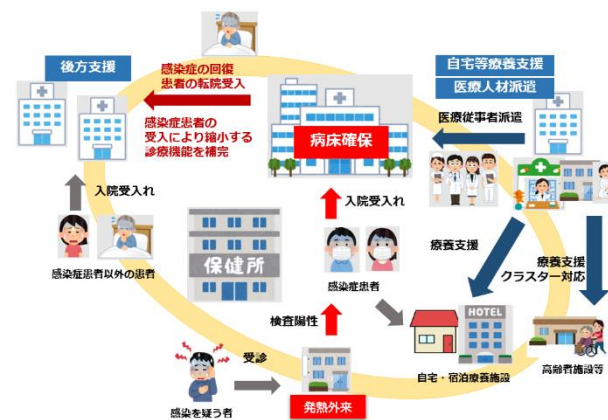 後方支援
自宅等療養支援
医療人材派遣
感染症の回復
患者の転院受入
感染症患者の
受入により縮小する
診療機能を補完
病床確保
医療従事者派遣
入院受入れ
入院受入れ
感染症患者以外の患者
保健所
感染症患者
療養支援
療養支援
クラスター対応
検査陽性
HOTEL
自宅・宿泊療養施設
高齢者施設等
受診
感染を疑う者
発熱外来